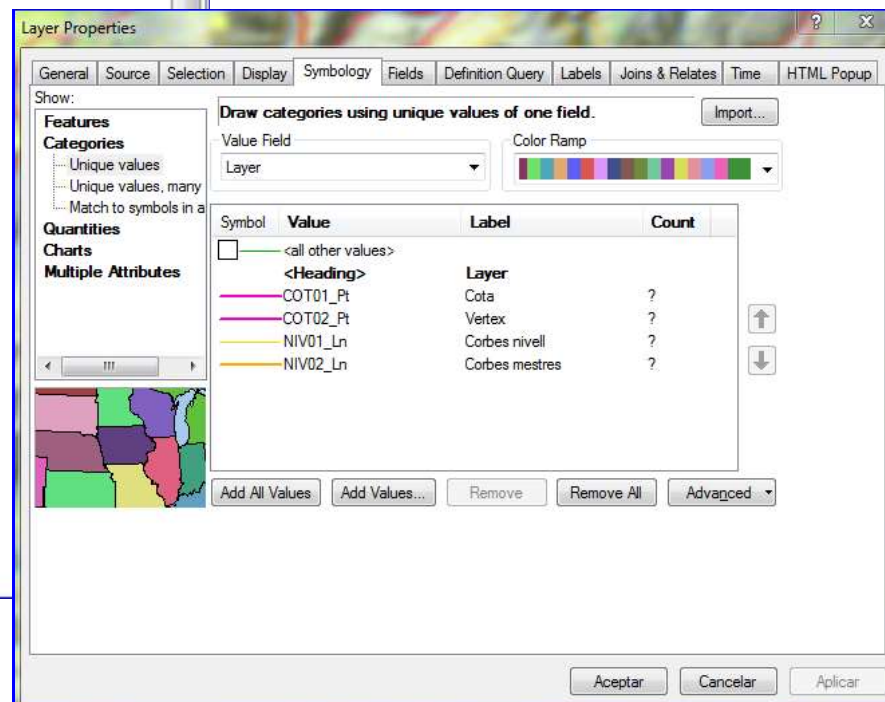 Layer Properties
General Source Selection Display Symbology Fields Definition Query Labels Joins & Relates Time HTML Popup
Show:
Features
Categories
Unique values
Unique values, many
Match to symbols in a
Quantities
Charts
Multiple Attributes
Draw categories using unique values of one field.
Import...
Value Field
Layer
Color Ramp
Symbol Value Label Count
<all other values>
<Heading> Layer
COT01_Pt Cota ?
COT02_Pt Vertex ?
NIV01_Ln Corbes nivell ?
NIV02_Ln Corbes mestres ?
Add All Values Add Values... Remove Remove All Advanced
Aceptar Cancelar Aplicar